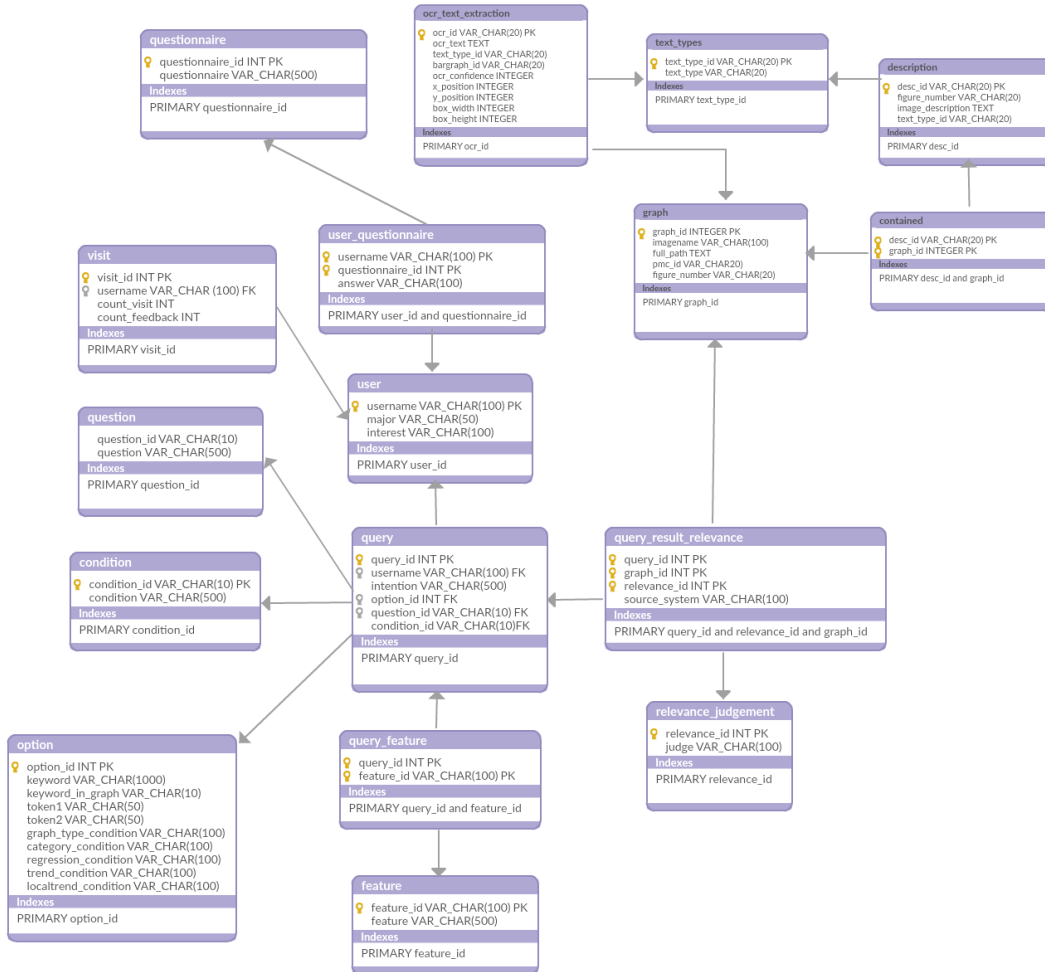 ocr_text_extraction
ocr_id VAR_CHAR(20) PK
ocr_text TEXT
text_type_id VAR_CHAR(20)
bargraph_id VAR_CHAR(20)
ocr_confidence INTEGER
x_position INTEGER
y_position INTEGER
box_width INTEGER
box_height INTEGER
Indexes
PRIMARY ocr_id
questionnaire
questionnaire_id INT PK
questionnaire VAR_CHAR(500)
Indexes
PRIMARY questionnaire_id
text_types
text_type_id VAR_CHAR(20) PK
text_type VAR_CHAR(20)
Indexes
PRIMARY text_type_id
description
desc_id VAR_CHAR(20) PK
figure_number VAR_CHAR(20)
image_description TEXT
text_type_id VAR_CHAR(20)
Indexes
PRIMARY desc_id
graph
graph_id INTEGER PK
imagename VAR_CHAR(100)
full_path TEXT
pmc_id VAR_CHAR20)
figure_number VAR_CHAR(20)
Indexes
PRIMARY graph_id
contained
desc_id VAR_CHAR(20) PK
graph_id INTEGER PK
Indexes
PRIMARY desc_id and graph_id
user_questionnaire
username VAR_CHAR(100) PK
questionnaire_id INT PK
answer VAR_CHAR(100)
Indexes
PRIMARY user_id and questionnaire_id
visit
visit_id INT PK
username VAR_CHAR (100) FK
count_visit INT
count_feedback INT
Indexes
PRIMARY visit_id
user
username VAR_CHAR(100) PK
major VAR_CHAR(50)
interest VAR_CHAR(100)
Indexes
PRIMARY user_id
question
question_id VAR_CHAR(10)
question VAR_CHAR(500)
Indexes
PRIMARY question_id
query
query_id INT PK
username VAR_CHAR(100) FK
intention VAR_CHAR(500)
option_id INT FK
question_id VAR_CHAR(10) FK
condition_id VAR_CHAR(10)FK
Indexes
PRIMARY query_id
query_result_relevance
query_id INT PK
graph_id INT PK
relevance_id INT PK
source_system VAR_CHAR(100)
Indexes
PRIMARY query_id and relevance_id and graph_id
condition
condition_id VAR_CHAR(10) PK
condition VAR_CHAR(500)
Indexes
PRIMARY condition_id
relevance_judgement
relevance_id INT PK
judge VAR_CHAR(100)
Indexes
PRIMARY relevance_id
option
option_id INT PK
keyword VAR_CHAR(1000)
keyword_in_graph VAR_CHAR(10)
token1 VAR_CHAR(50)
token2 VAR_CHAR(50)
graph_type_condition VAR_CHAR(100)
category_condition VAR_CHAR(100)
regression_condition VAR_CHAR(100)
trend_condition VAR_CHAR(100)
localtrend_condition VAR_CHAR(100)
Indexes
PRIMARY option_id
query_feature
query_id INT PK
feature_id VAR_CHAR(100) PK
Indexes
PRIMARY query_id and feature_id
feature
feature_id VAR_CHAR(100) PK
feature VAR_CHAR(500)
Indexes
PRIMARY feature_id